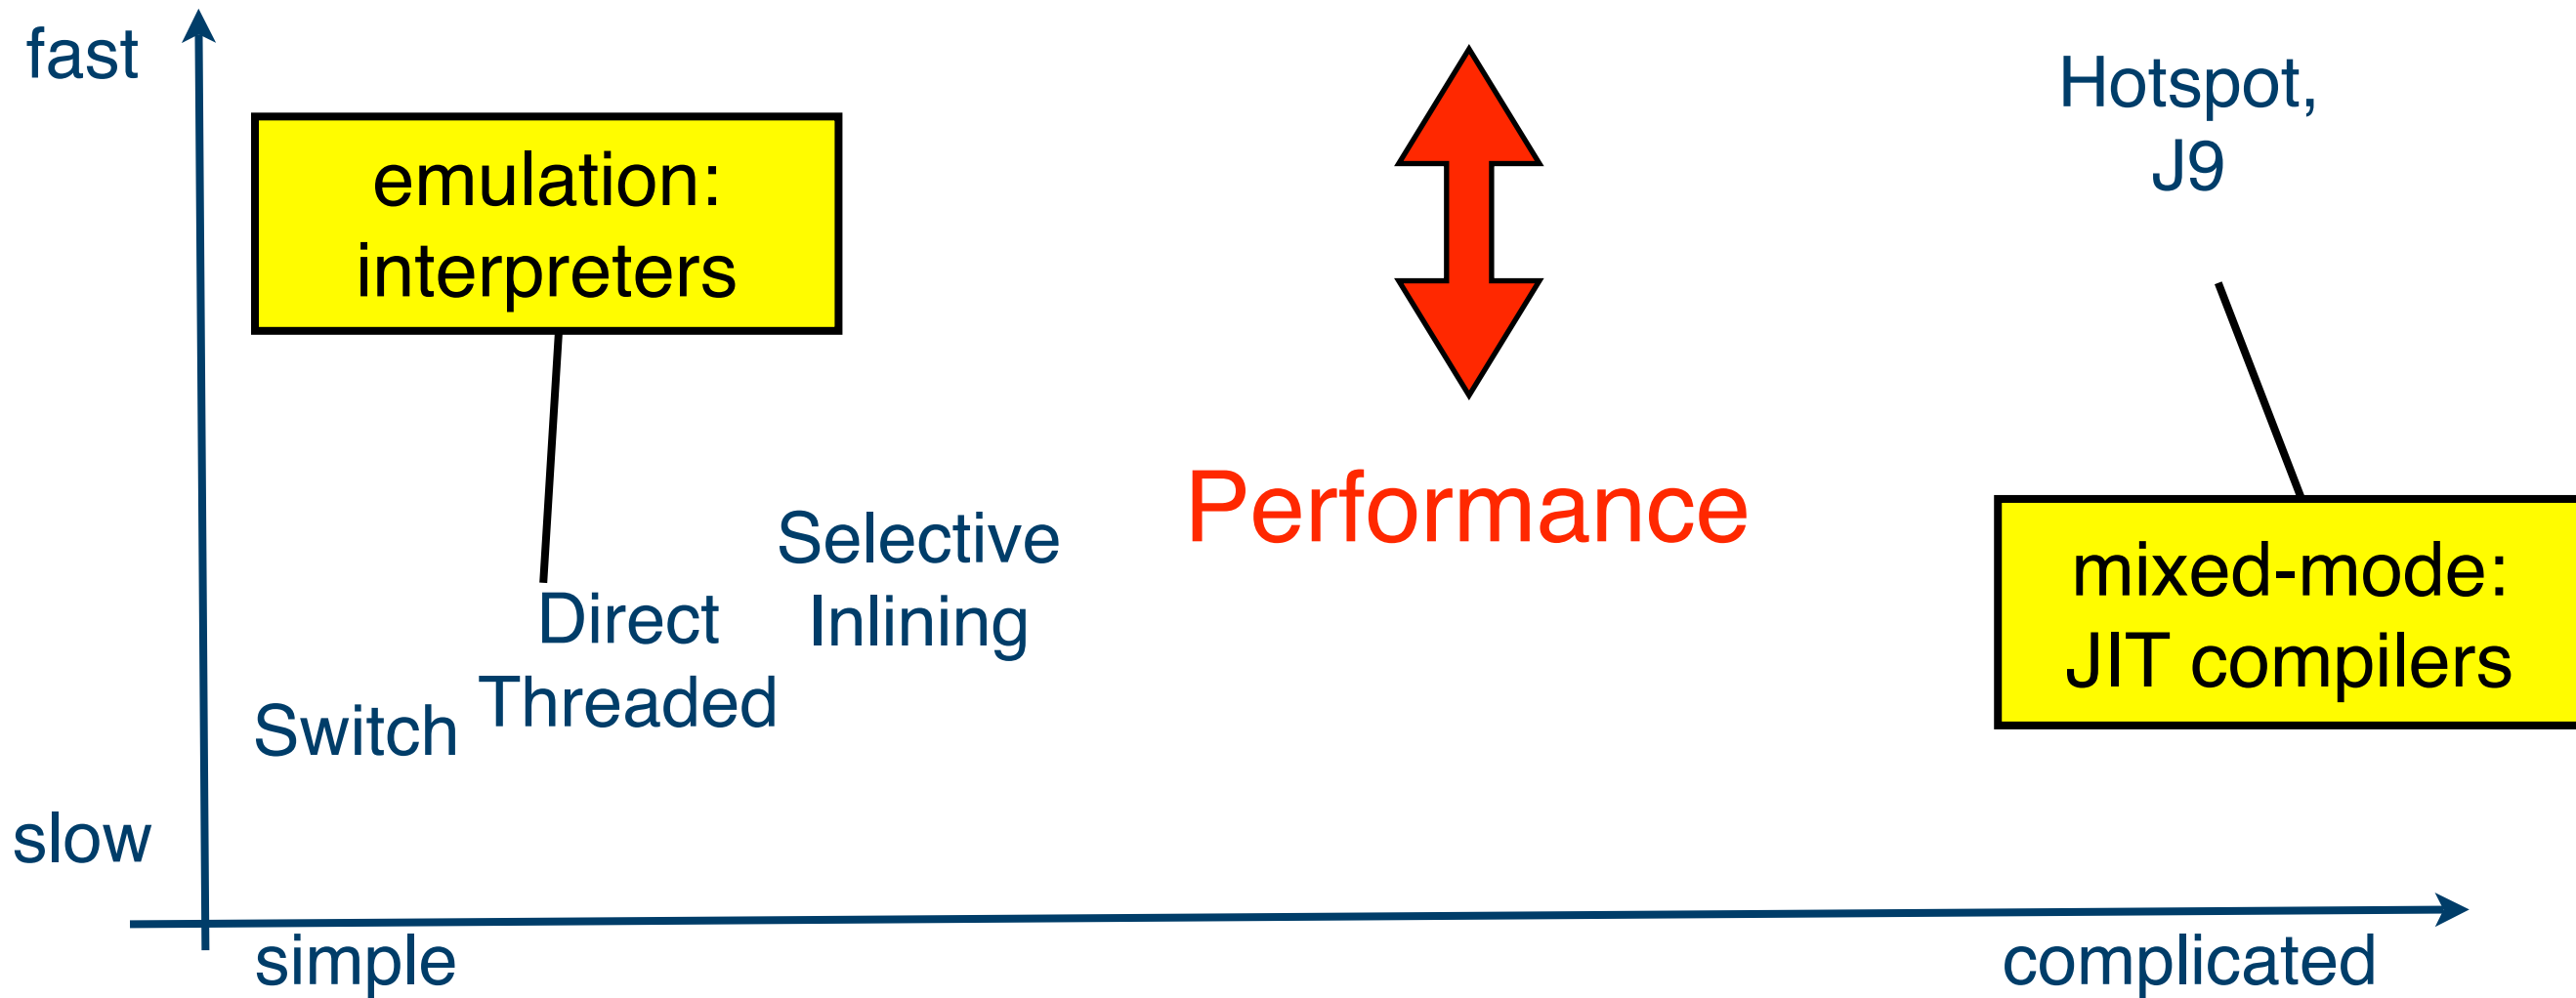 fast
emulation:
interpreters
Hotspot,
J9
Performance
Selective
Inlining
Direct
Threaded
Switch
mixed-mode:
JIT compilers
slow
simple
complicated